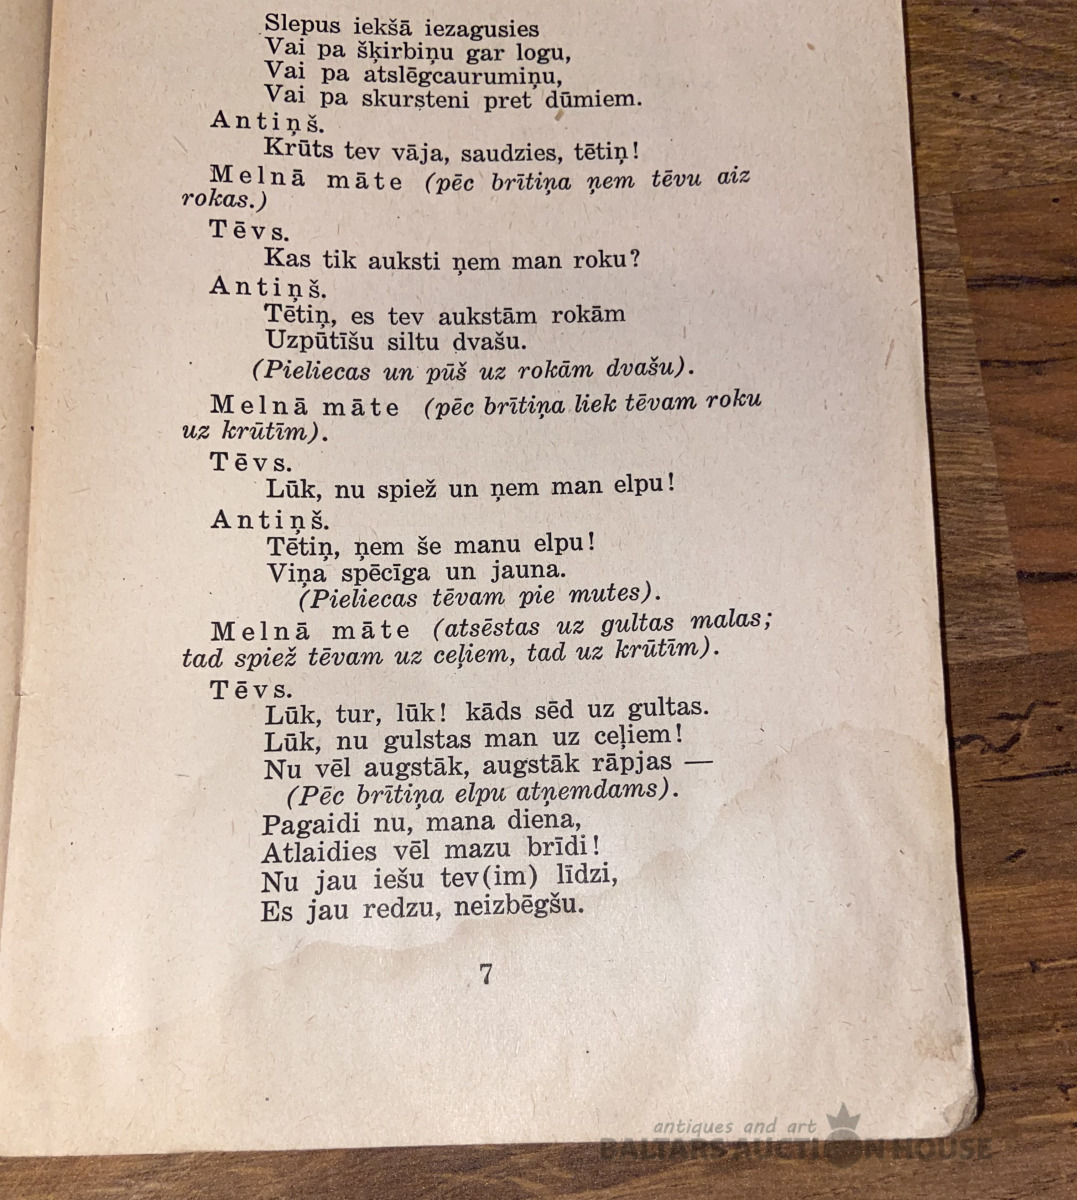 Slepus iekšā iezagusies
Vai pa šķirbiņu gar logu,
Vai pa atslēgcaurumiņu,
Vai pa skursteni pret dūmiem.
Antiņš.
Krūts tev vāja, saudzies, tētiņ!
Melnā māte (pēc brītiņa ņem tēvu aiz
rokas.)
Tēvs.
Kas tik auksti ņem man roku?
Antiņš.
Tētiņ, es tev aukstām rokām
Uzpūtīšu siltu dvašu.
(Pieliecas un pūš uz rokām dvašu).
Melnā māte (pēc brītiņa liek tēvam roku
uz krūtīm).
Tēvs.
Lūk, nu spiež un ņem man elpu!
Antiņš.
Tētiņ, ņem še manu elpu!
Viņa spēcīga un jauna.
(Pieliecas tēvam pie mutes).
Melnā māte (atsēstas uz gultas malas;
tad spiež tēvam uz ceļiem, tad uz krūtīm).
Tēvs.
Lūk, tur, lūk! kāds sēd uz gultas.
Lūk, nu gulstas man uz ceļiem!
Nu vēl augstāk, augstāk rāpjas —
(Pēc brītiņa elpu atņemdams).
Pagaidi nu, mana diena,
Atlaidies vēl mazu brīdi!
Nu jau iešu tev(im) līdzi,
Es jau redzu, neizbēgšu.
7
antiques and art
BALTARS AUCTION HOUSE